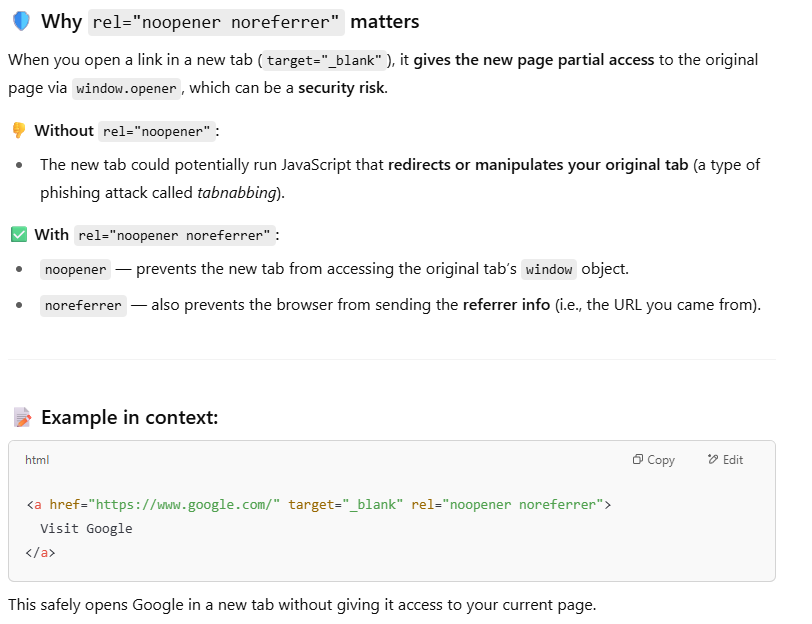 🛡️ Why rel="noopener noreferrer" matters
When you open a link in a new tab (target="_blank"), it gives the new page partial access to the original
page via window.opener, which can be a security risk.
👎 Without rel="noopener":
• The new tab could potentially run JavaScript that redirects or manipulates your original tab (a type of
phishing attack called tabnabbing).
✅ With rel="noopener noreferrer":
• noopener — prevents the new tab from accessing the original tab’s window object.
• noreferrer — also prevents the browser from sending the referrer info (i.e., the URL you came from).
📝 Example in context:
html Copy Edit
<a href="https://www.google.com/" target="_blank" rel="noopener noreferrer">
  Visit Google
</a>
This safely opens Google in a new tab without giving it access to your current page.